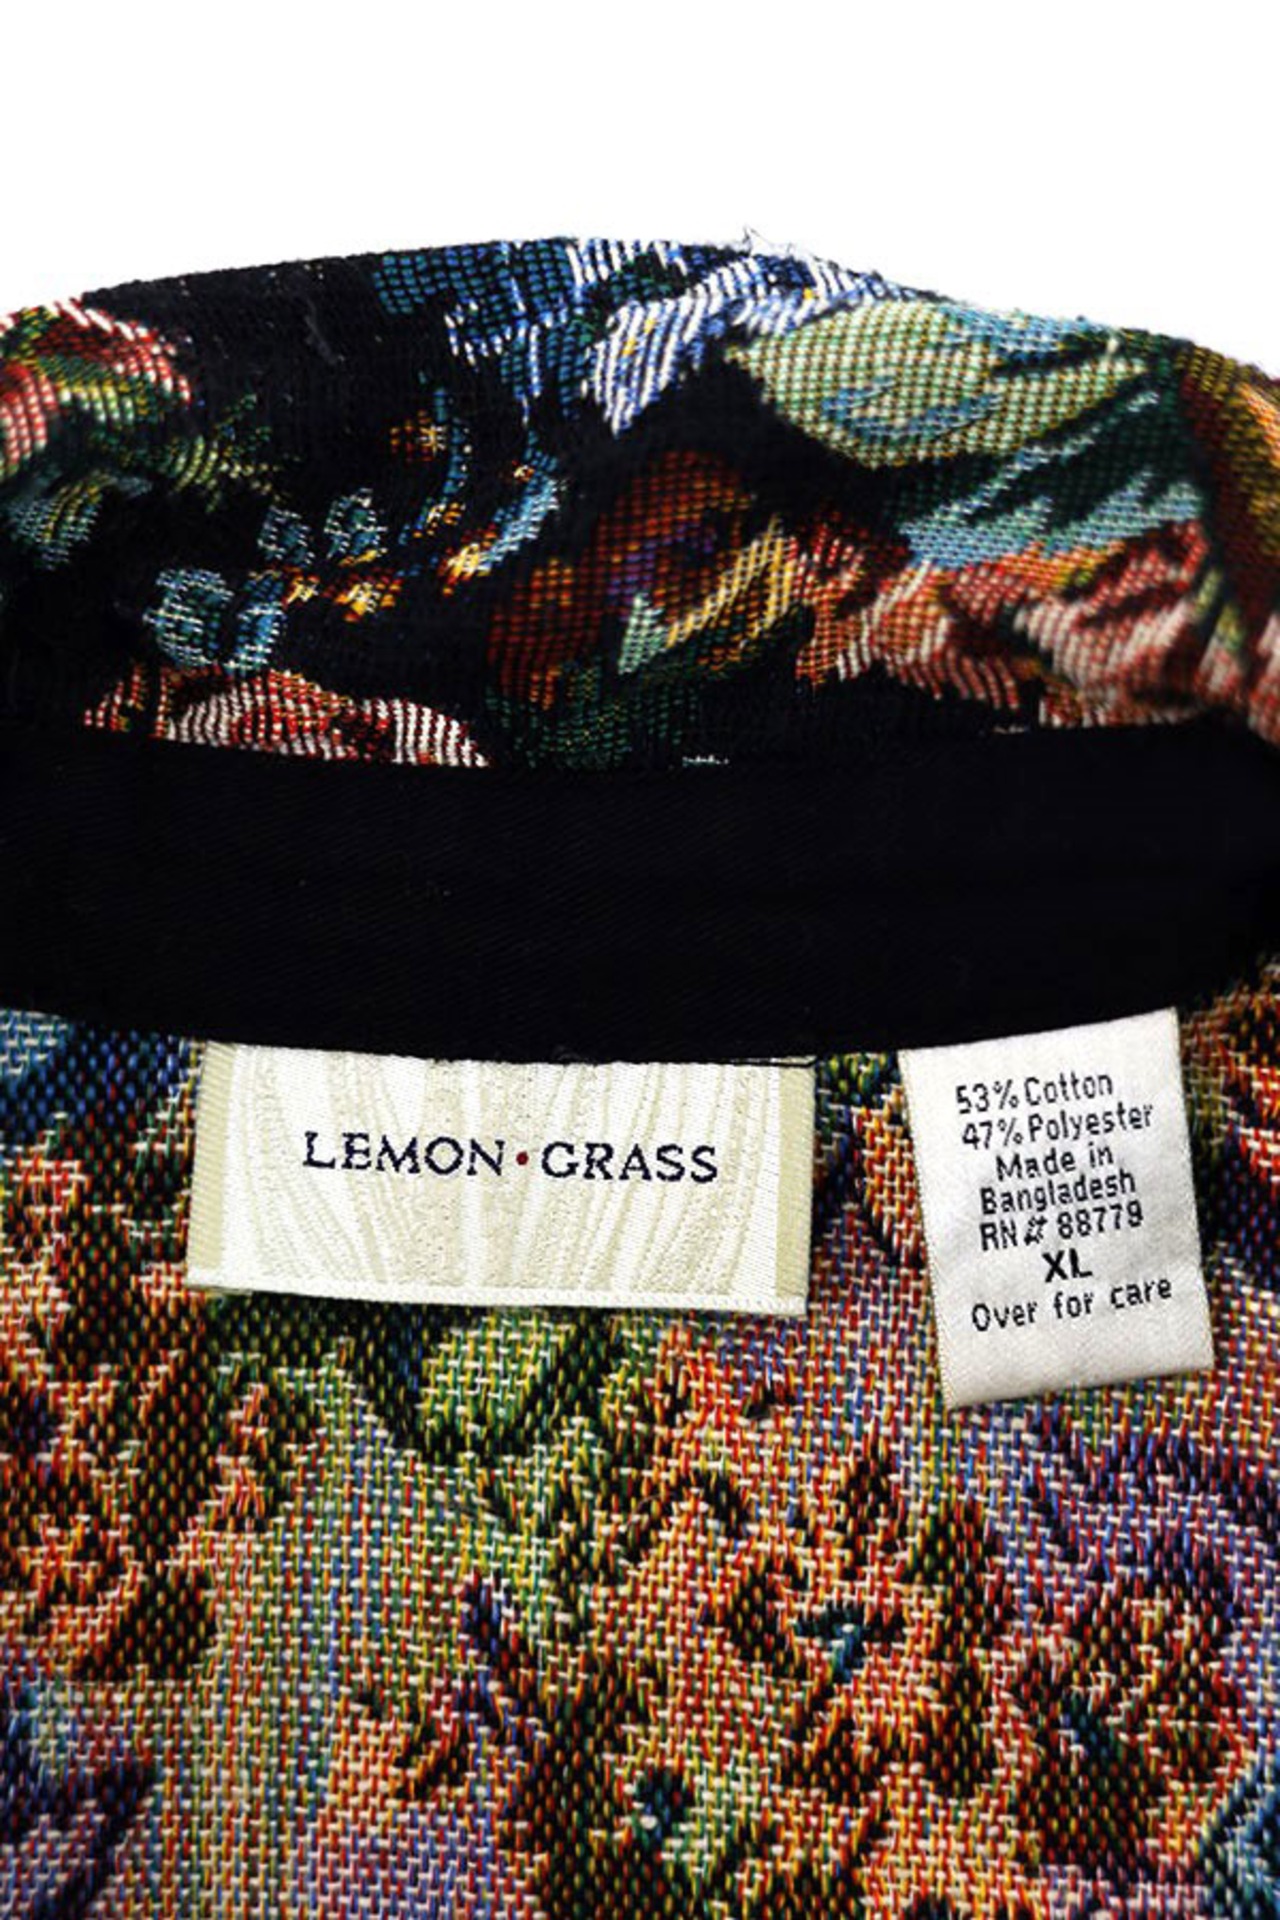 LEMON·GRASS
53% Cotton
47% Polyester
Made in
Bangladesh
RN# 88779
XL
Over for care